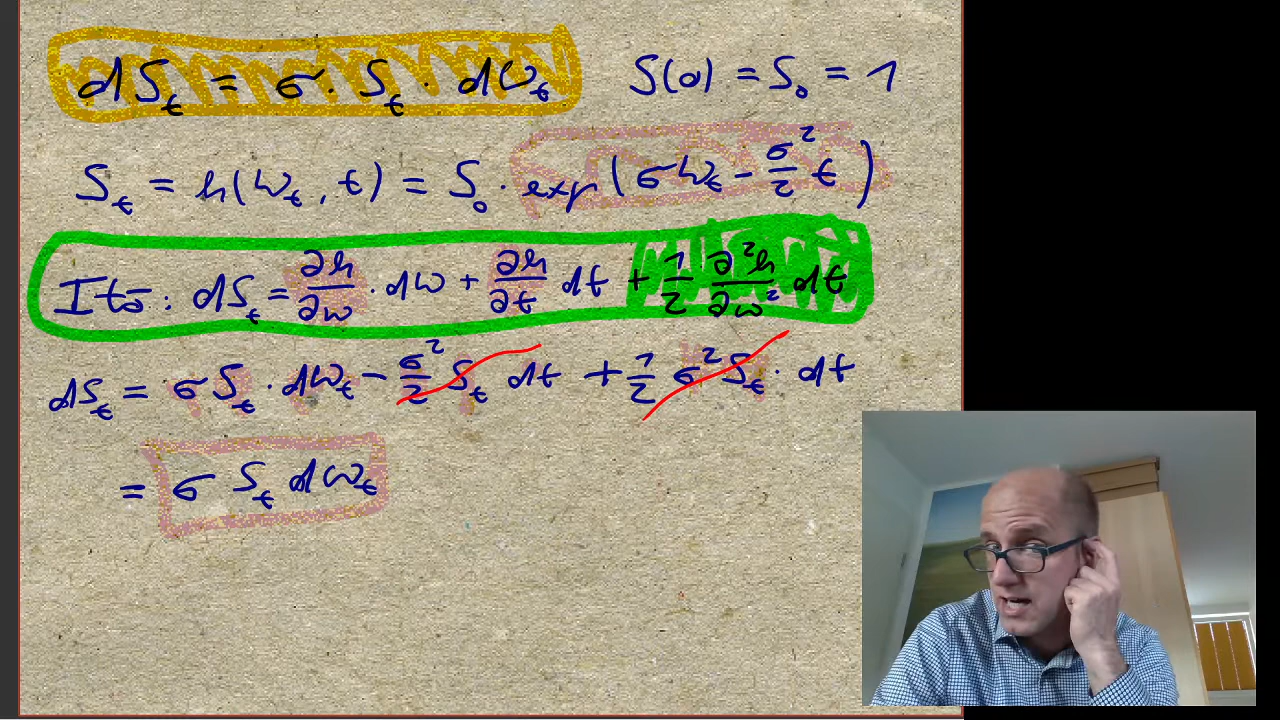 dS_t = σ · S_t · dW_t    S(0) = S_0 = 1
S_t = h(W_t, t) = S_0 · exp(σW_t − σ²/2 t)
Ito: dS_t = ∂h/∂w · dW + ∂h/∂t dt + 1/2 ∂²h/∂w² dt
dS_t = σ S_t · dW_t − σ²/2 S_t dt + 1/2 σ² S_t · dt
= σ S_t dW_t